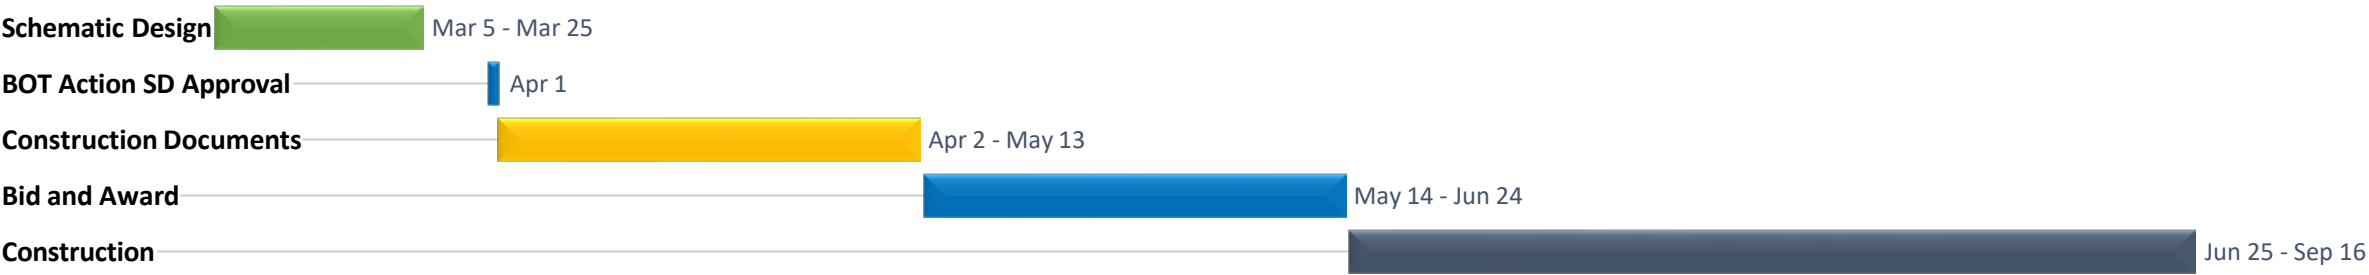 Schematic Design Mar 5 - Mar 25
BOT Action SD Approval Apr 1
Construction Documents Apr 2 - May 13
Bid and Award May 14 - Jun 24
Construction Jun 25 - Sep 16